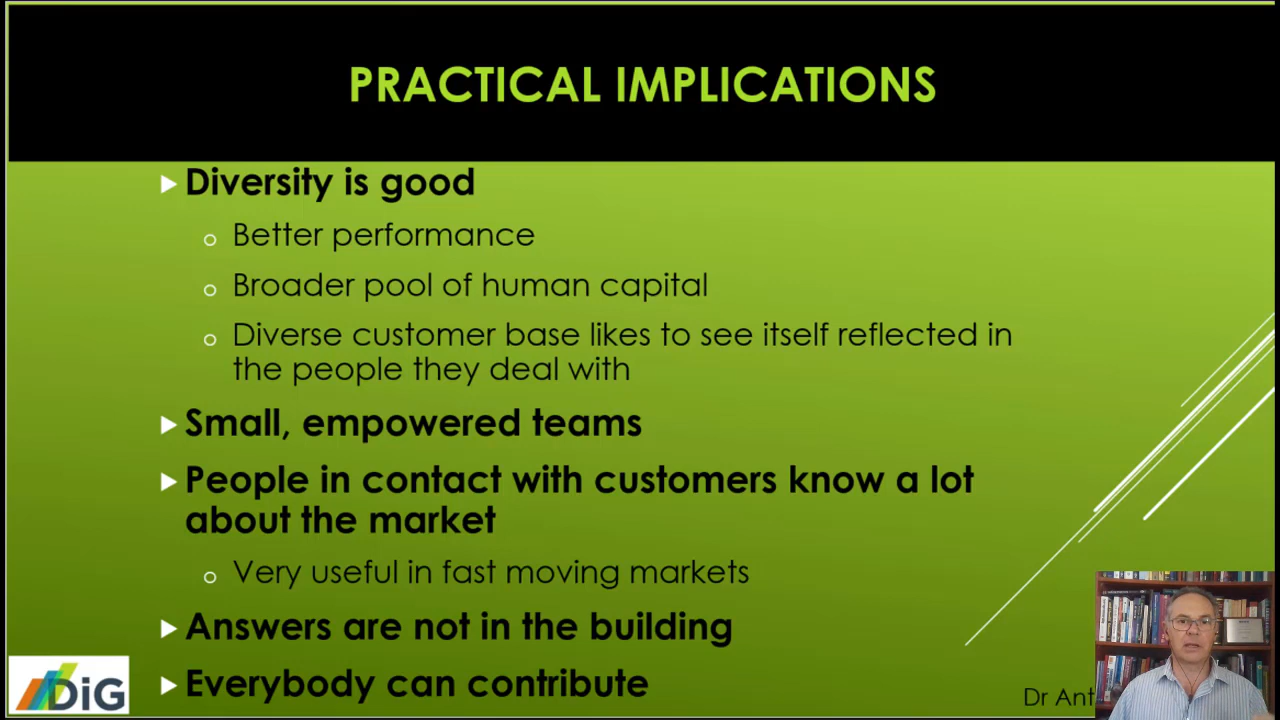 PRACTICAL IMPLICATIONS
Diversity is good
Better performance
Broader pool of human capital
Diverse customer base likes to see itself reflected in
the people they deal with
Small, empowered teams
People in contact with customers know a lot
about the market
Very useful in fast moving markets
Answers are not in the building
Everybody can contribute
DiG
Dr Ant